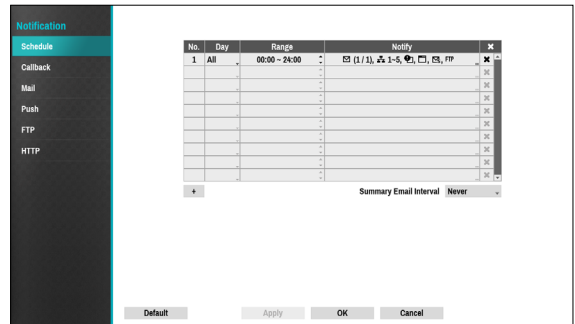 Notification
Schedule
Callback
Mail
Push
FTP
HTTP
No. Day Range Notify
1 All 00:00 ~ 24:00 (1 / 1), 1~5, , , , FTP
+ Summary Email Interval Never
Default Apply OK Cancel